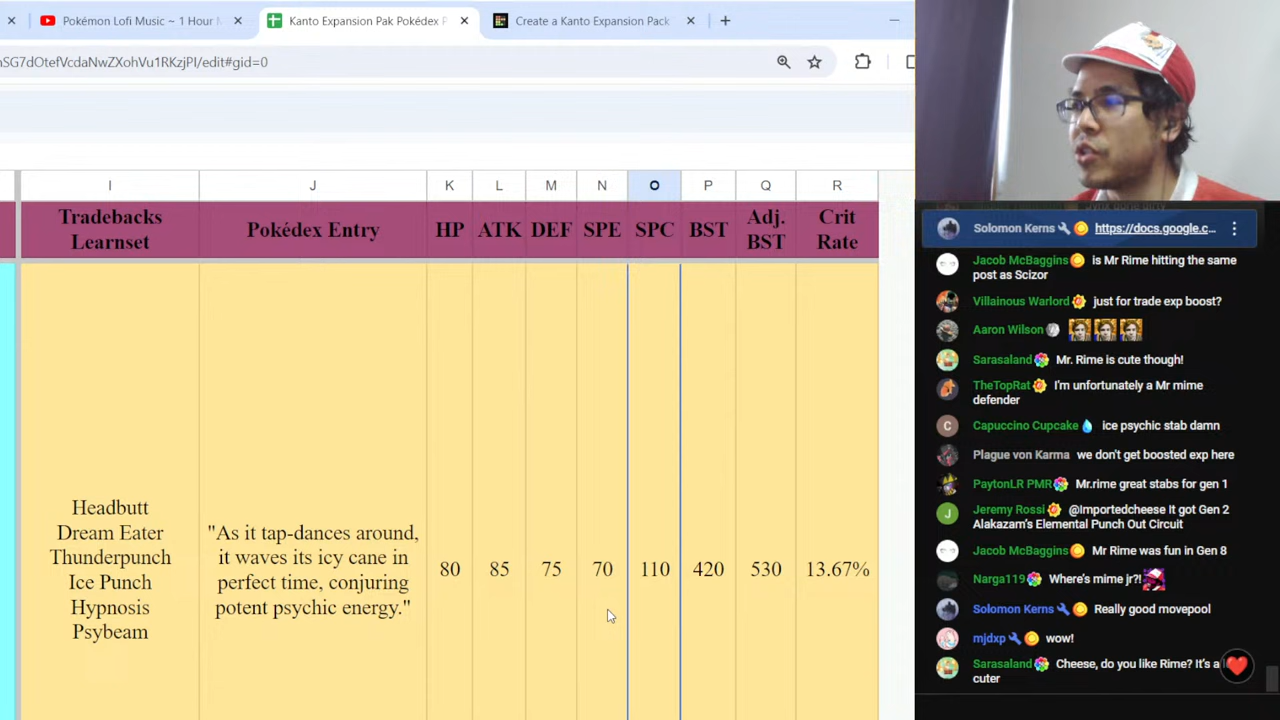 Pokémon Lofi Music ~ 1 Hour
Kanto Expansion Pak Pokédex
Create a Kanto Expansion Pack
SG7dOtefVcdaNwZXohVu1RKzjPI/edit#gid=0
I J K L M N O P Q R
Tradebacks
Learnset
Pokédex Entry
HP ATK DEF SPE SPC BST
Adj.
BST
Crit
Rate
Headbutt
Dream Eater
Thunderpunch
Ice Punch
Hypnosis
Psybeam
"As it tap-dances around,
it waves its icy cane in
perfect time, conjuring
potent psychic energy."
80 85 75 70 110 420 530 13.67%
Solomon Kerns https://docs.google.c...
Jacob McBaggins is Mr Rime hitting the same
post as Scizor
Villainous Warlord just for trade exp boost?
Aaron Wilson
Sarasaland Mr. Rime is cute though!
TheTopRat I'm unfortunately a Mr mime
defender
Capuccino Cupcake ice psychic stab damn
Plague von Karma we don't get boosted exp here
PaytonLR PMR Mr.rime great stabs for gen 1
Jeremy Rossi @Importedcheese It got Gen 2
Alakazam's Elemental Punch Out Circuit
Jacob McBaggins Mr Rime was fun in Gen 8
Narga119 Where's mime jr?!
Solomon Kerns Really good movepool
mjdxp wow!
Sarasaland Cheese, do you like Rime? It's a
cuter